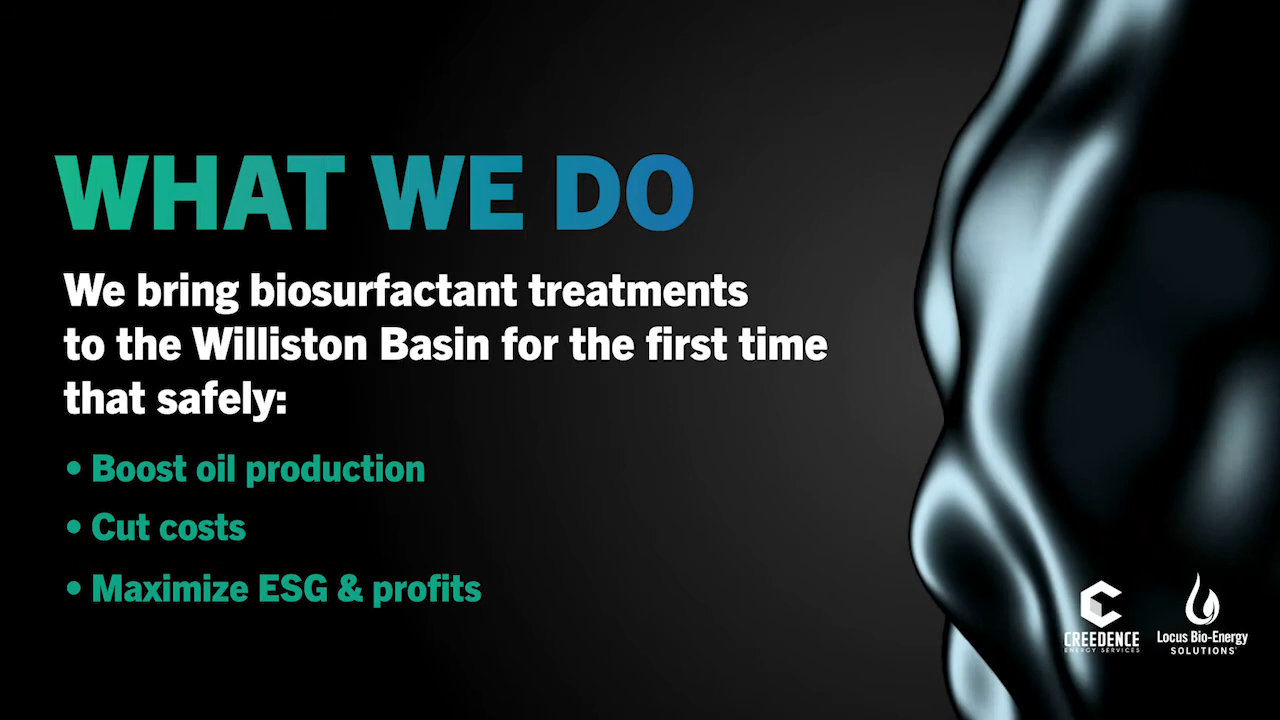 WHAT WE DO
We bring biosurfactant treatments
to the Williston Basin for the first time
that safely:
• Boost oil production
• Cut costs
• Maximize ESG & profits
CREEDENCE
ENERGY SERVICES
Locus Bio-Energy
SOLUTIONS